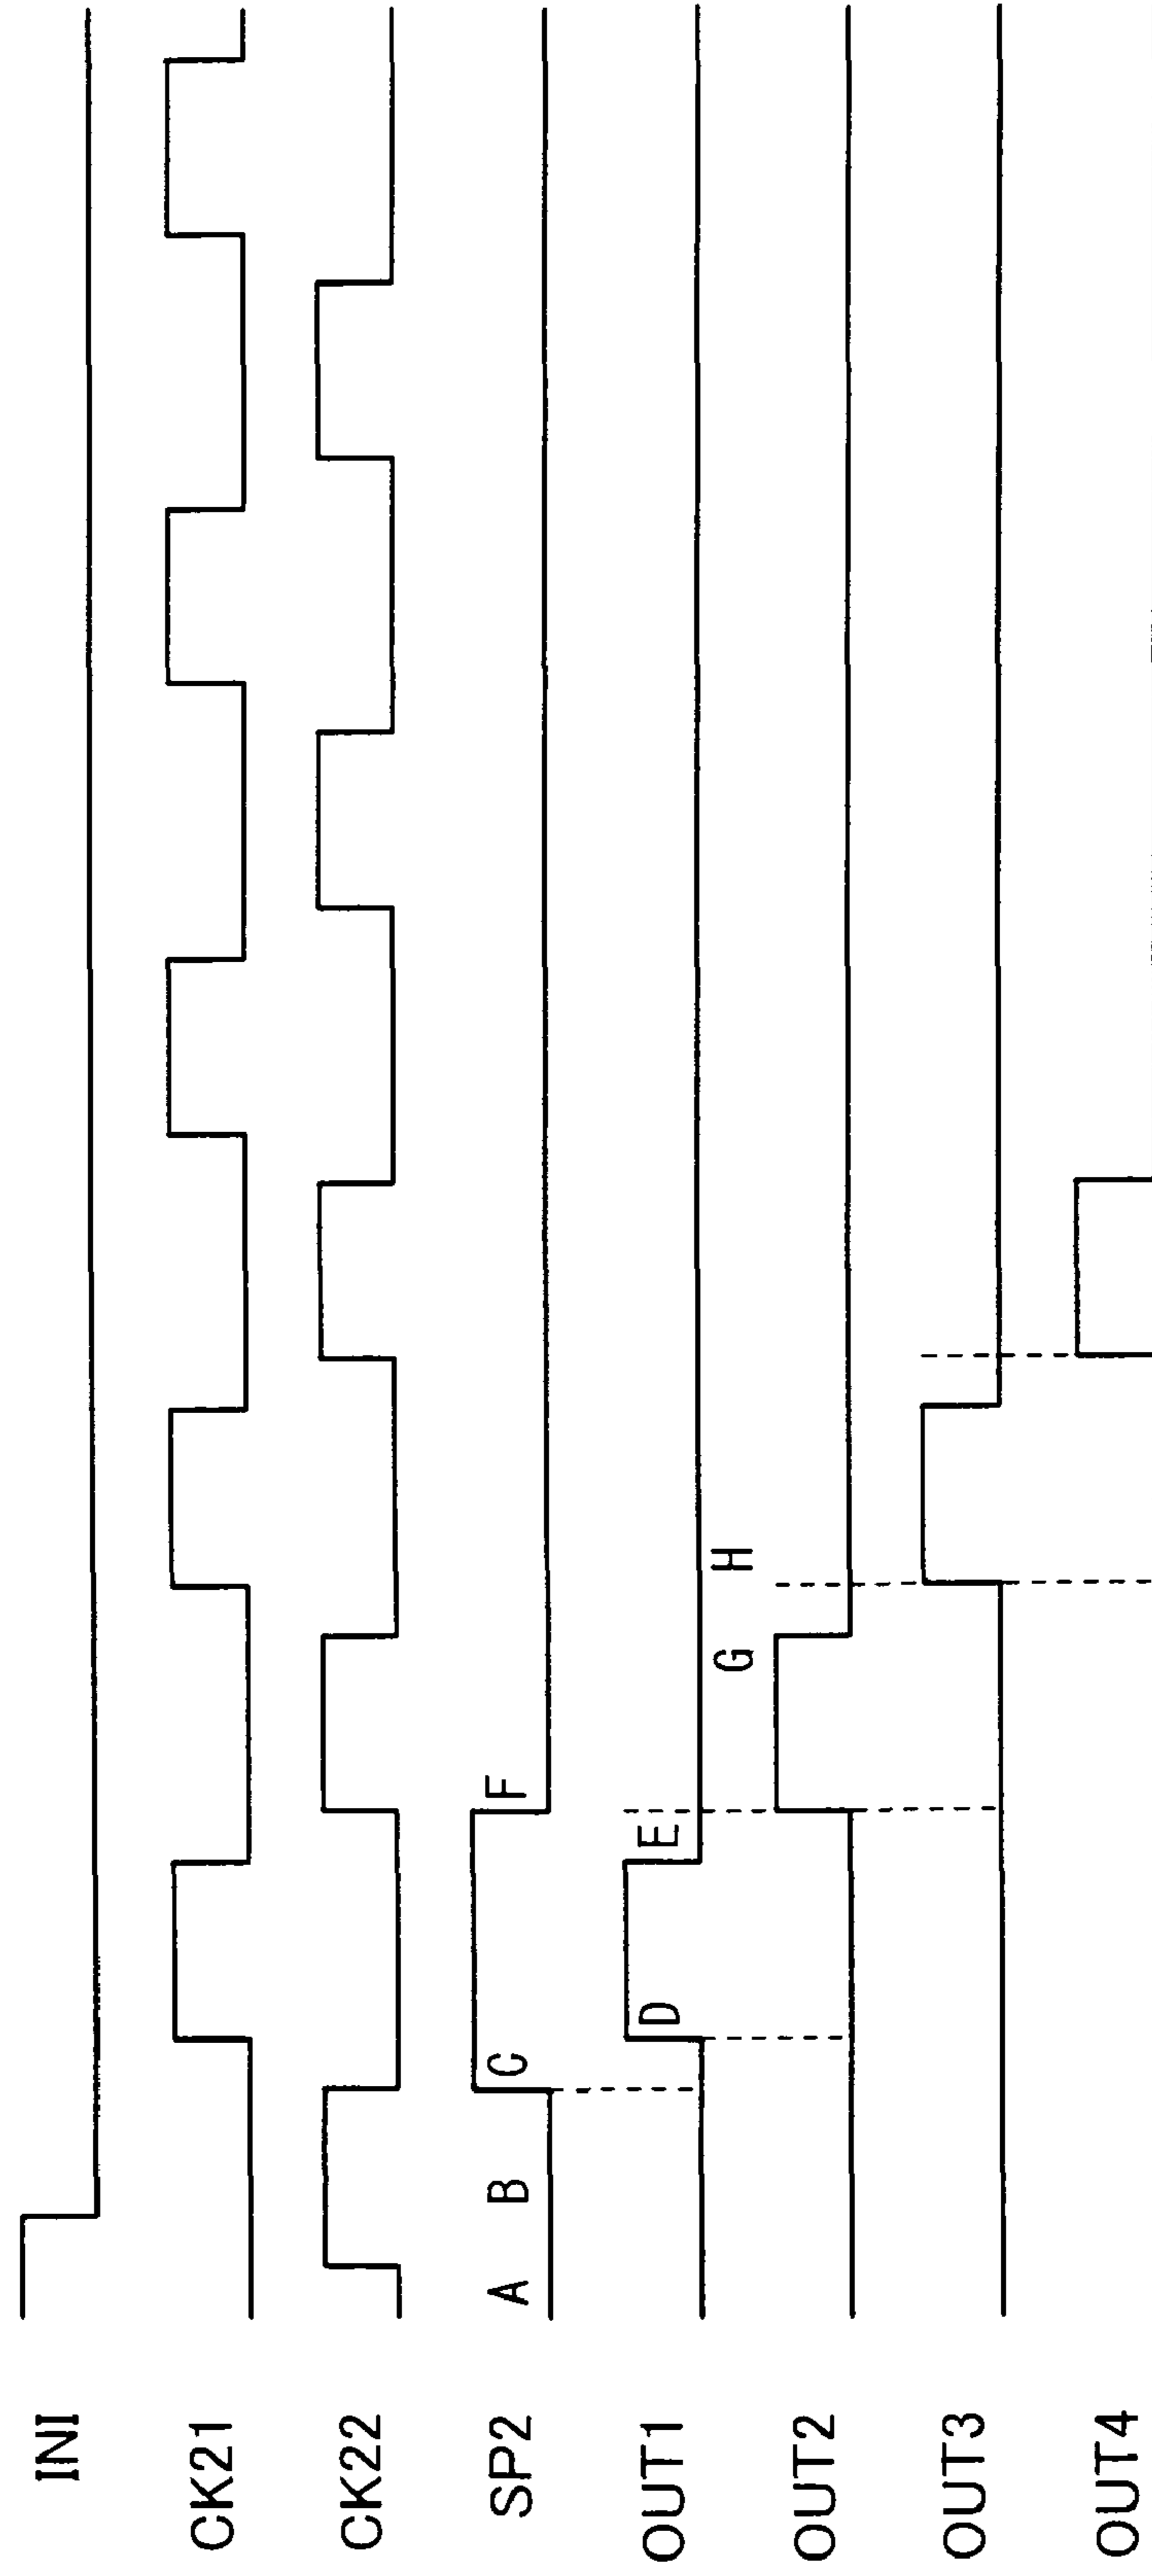 INI
CK21
CK22
SP2
A B C F
OUT1
D E
OUT2
G H
OUT3
OUT4